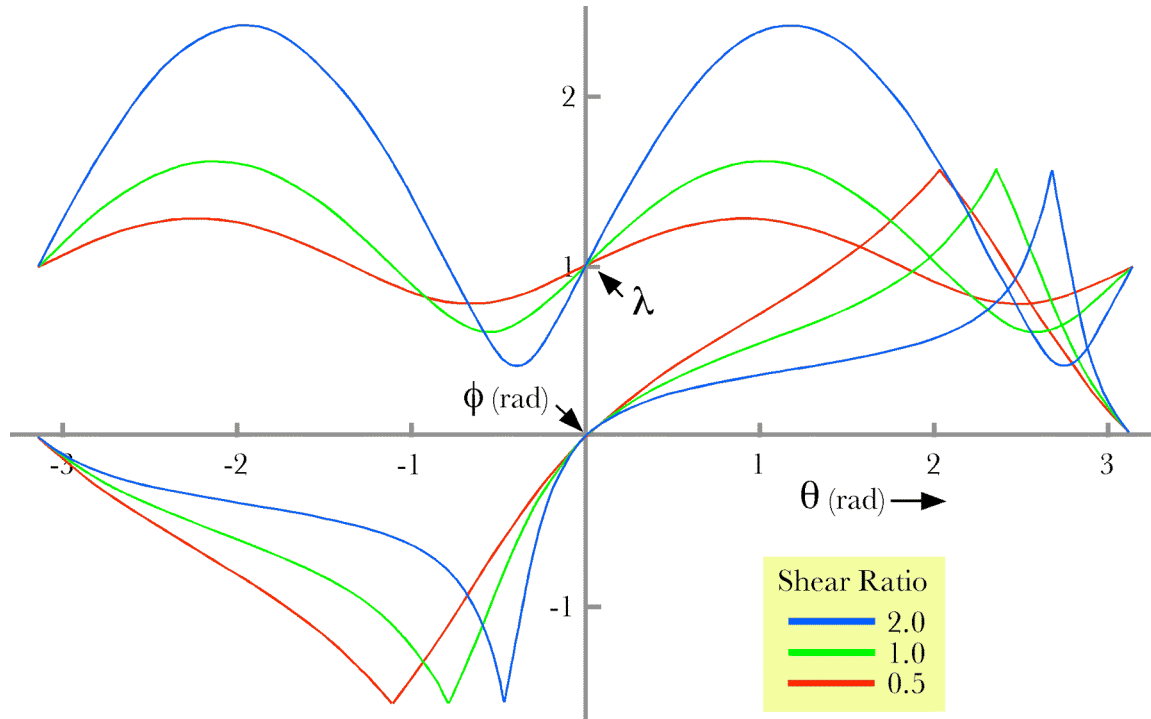 2
1
λ
ϕ (rad)
-3 -2 -1 1 2 3
θ (rad)
-1
Shear Ratio
2.0
1.0
0.5